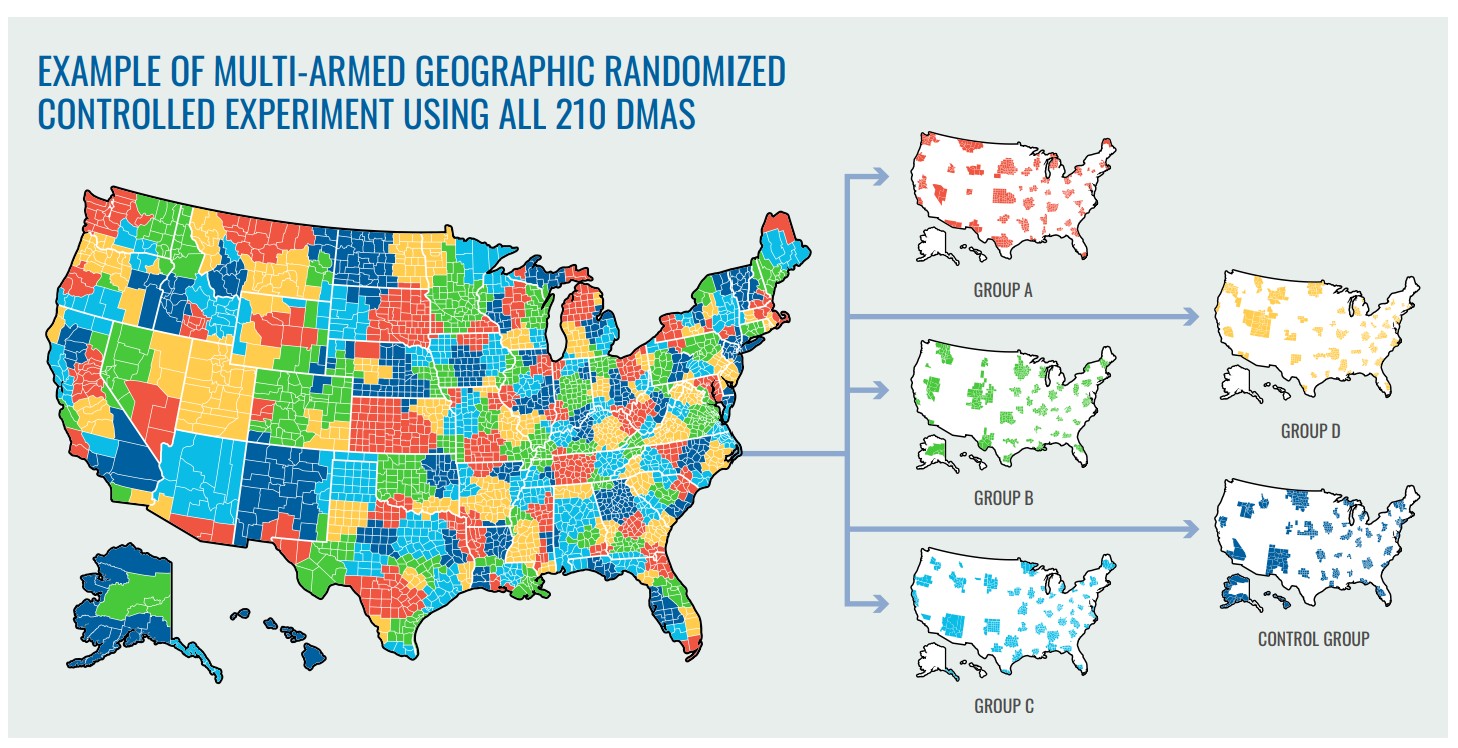 EXAMPLE OF MULTI-ARMED GEOGRAPHIC RANDOMIZED
CONTROLLED EXPERIMENT USING ALL 210 DMAS
GROUP A
GROUP D
GROUP B
CONTROL GROUP
GROUP C